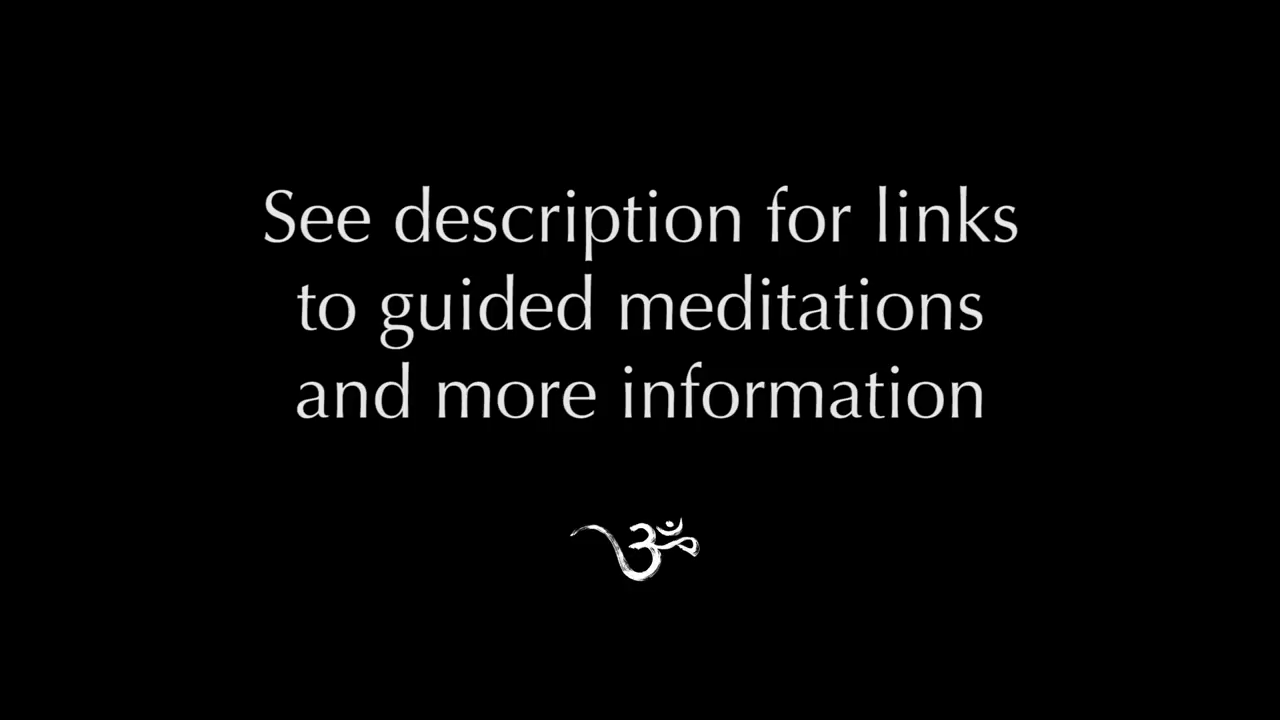 See description for links
to guided meditations
and more information
ॐ